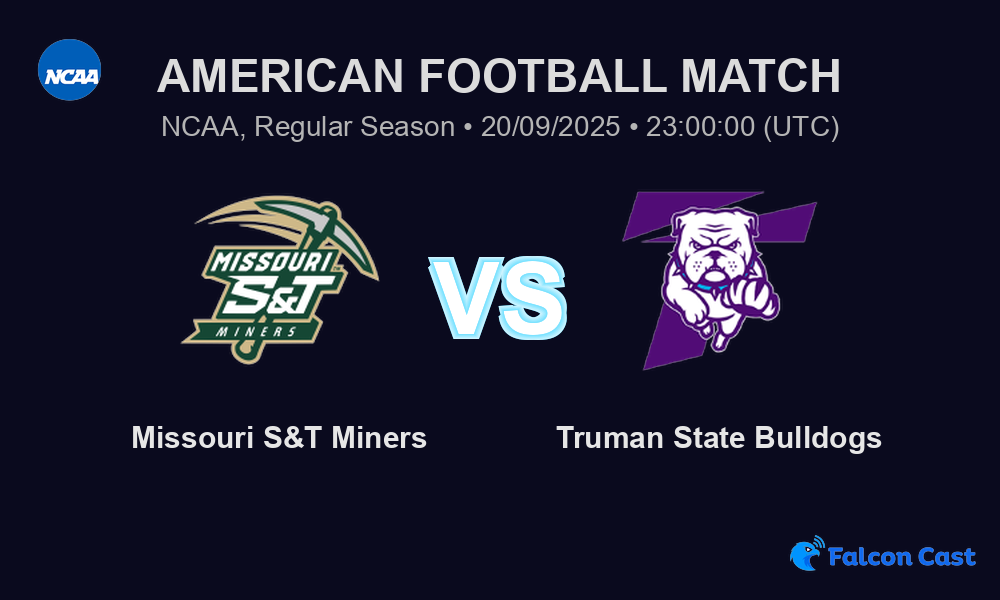 NCAA
AMERICAN FOOTBALL MATCH
NCAA, Regular Season • 20/09/2025 • 23:00:00 (UTC)
MISSOURI
S&T
MINERS
VS
Missouri S&T Miners
Truman State Bulldogs
Falcon Cast